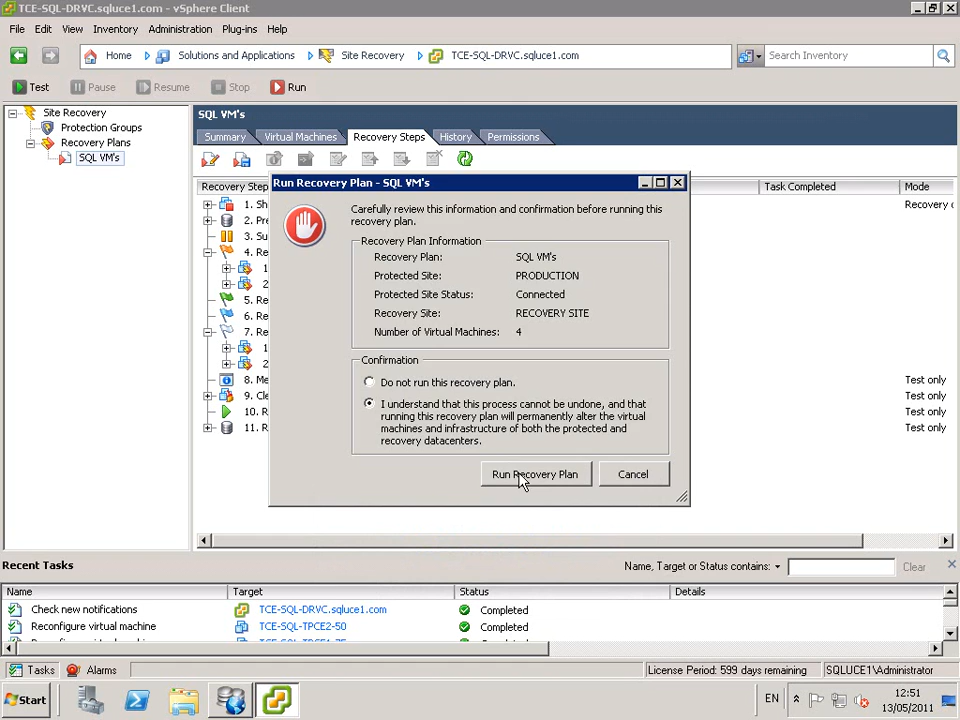 TCE-SQL-DRVC.sqluce1.com - vSphere Client
File Edit View Inventory Administration Plug-ins Help
Home Solutions and Applications Site Recovery TCE-SQL-DRVC.sqluce1.com Search Inventory
Test Pause Resume Stop Run
Site Recovery
Protection Groups
Recovery Plans
SQL VM's
SQL VM's
Summary Virtual Machines Recovery Steps History Permissions
Recovery Step Task Completed Mode
1. Sh
2. Pre
3. Su
4. Re
1
2
5. Re
6. Re
7. Re
1
2
8. Me
9. Cle
10. R
11. R
Recovery o
Test only
Test only
Test only
Test only
Run Recovery Plan - SQL VM's
Carefully review this information and confirmation before running this
recovery plan.
Recovery Plan Information
Recovery Plan: SQL VM's
Protected Site: PRODUCTION
Protected Site Status: Connected
Recovery Site: RECOVERY SITE
Number of Virtual Machines: 4
Confirmation
Do not run this recovery plan.
I understand that this process cannot be undone, and that
running this recovery plan will permanently alter the virtual
machines and infrastructure of both the protected and
recovery datacenters.
Run Recovery Plan Cancel
Recent Tasks Name, Target or Status contains: Clear
Name Target Status Details
Check new notifications TCE-SQL-DRVC.sqluce1.com Completed
Reconfigure virtual machine TCE-SQL-TPCE2-50 Completed
Tasks Alarms License Period: 599 days remaining SQLUCE1\Administrator
Start EN 12:51
13/05/2011